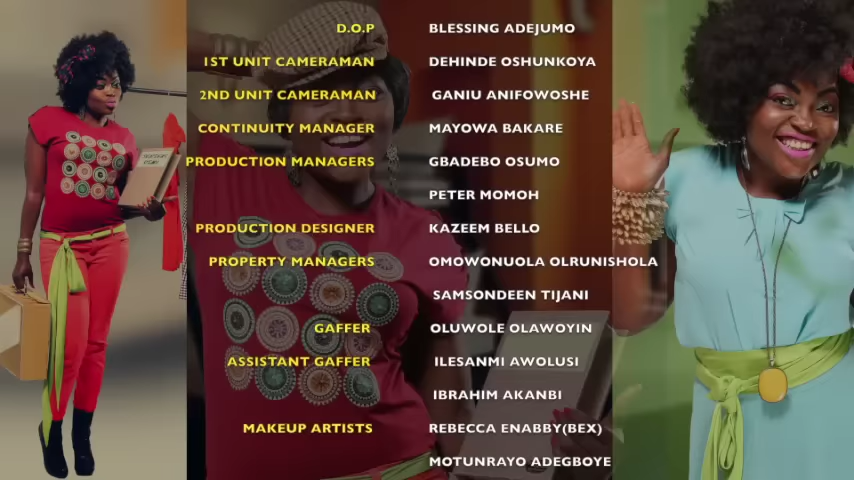 D.O.P BLESSING ADEJUMO
1ST UNIT CAMERAMAN DEHINDE OSHUNKOYA
2ND UNIT CAMERAMAN GANIU ANIFOWOSHE
CONTINUITY MANAGER MAYOWA BAKARE
PRODUCTION MANAGERS GBADEBO OSUMO
PETER MOMOH
PRODUCTION DESIGNER KAZEEM BELLO
PROPERTY MANAGERS OMOWONUOLA OLRUNISHOLA
SAMSONDEEN TIJANI
GAFFER OLUWOLE OLAWOYIN
ASSISTANT GAFFER ILESANMI AWOLUSI
IBRAHIM AKANBI
MAKEUP ARTISTS REBECCA ENABBY(BEX)
MOTUNRAYO ADEGBOYE